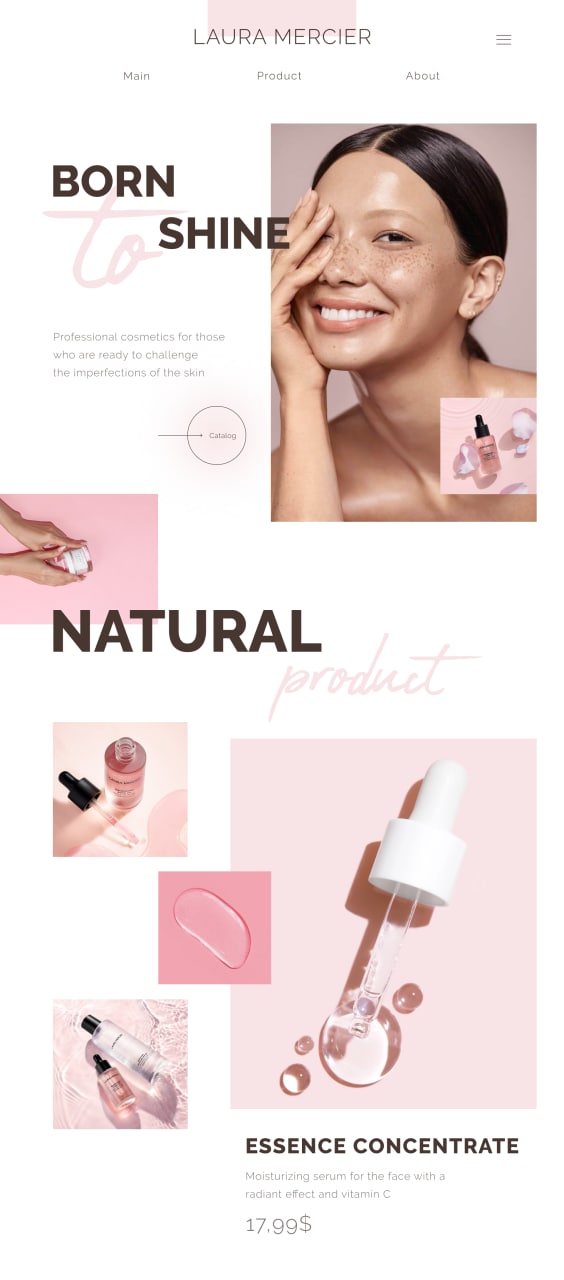 LAURA MERCIER
Main Product About
BORN
to
SHINE
Professional cosmetics for those
who are ready to challenge
the imperfections of the skin
Catalog
NATURAL
product
LAURA MERCIER
ESSENCE CONCENTRATE
Moisturizing serum for the face with a
radiant effect and vitamin C
17,99$